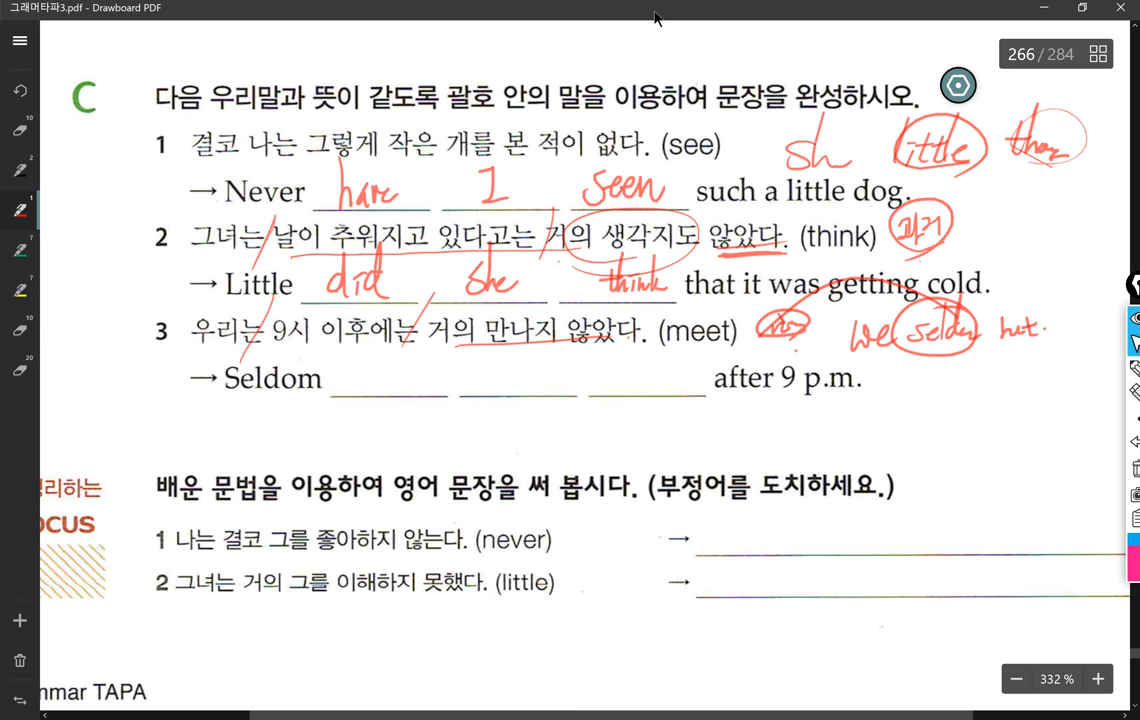 그래머타파3.pdf - Drawboard PDF
266 / 284
C 다음 우리말과 뜻이 같도록 괄호 안의 말을 이용하여 문장을 완성하시오.
1 결코 나는 그렇게 작은 개를 본 적이 없다. (see)
sh little
→ Never have I seen such a little dog.
2 그녀는 날이 추워지고 있다고는 거의 생각지도 않았다. (think) 과거
→ Little did she think that it was getting cold.
3 우리는 9시 이후에는 거의 만나지 않았다. (meet)
We seldom
→ Seldom after 9 p.m.
리하는
OCUS
배운 문법을 이용하여 영어 문장을 써 봅시다. (부정어를 도치하세요.)
1 나는 결코 그를 좋아하지 않는다. (never) →
2 그녀는 거의 그를 이해하지 못했다. (little) →
mmar TAPA
332 %
10
2
1
7
7
10
20